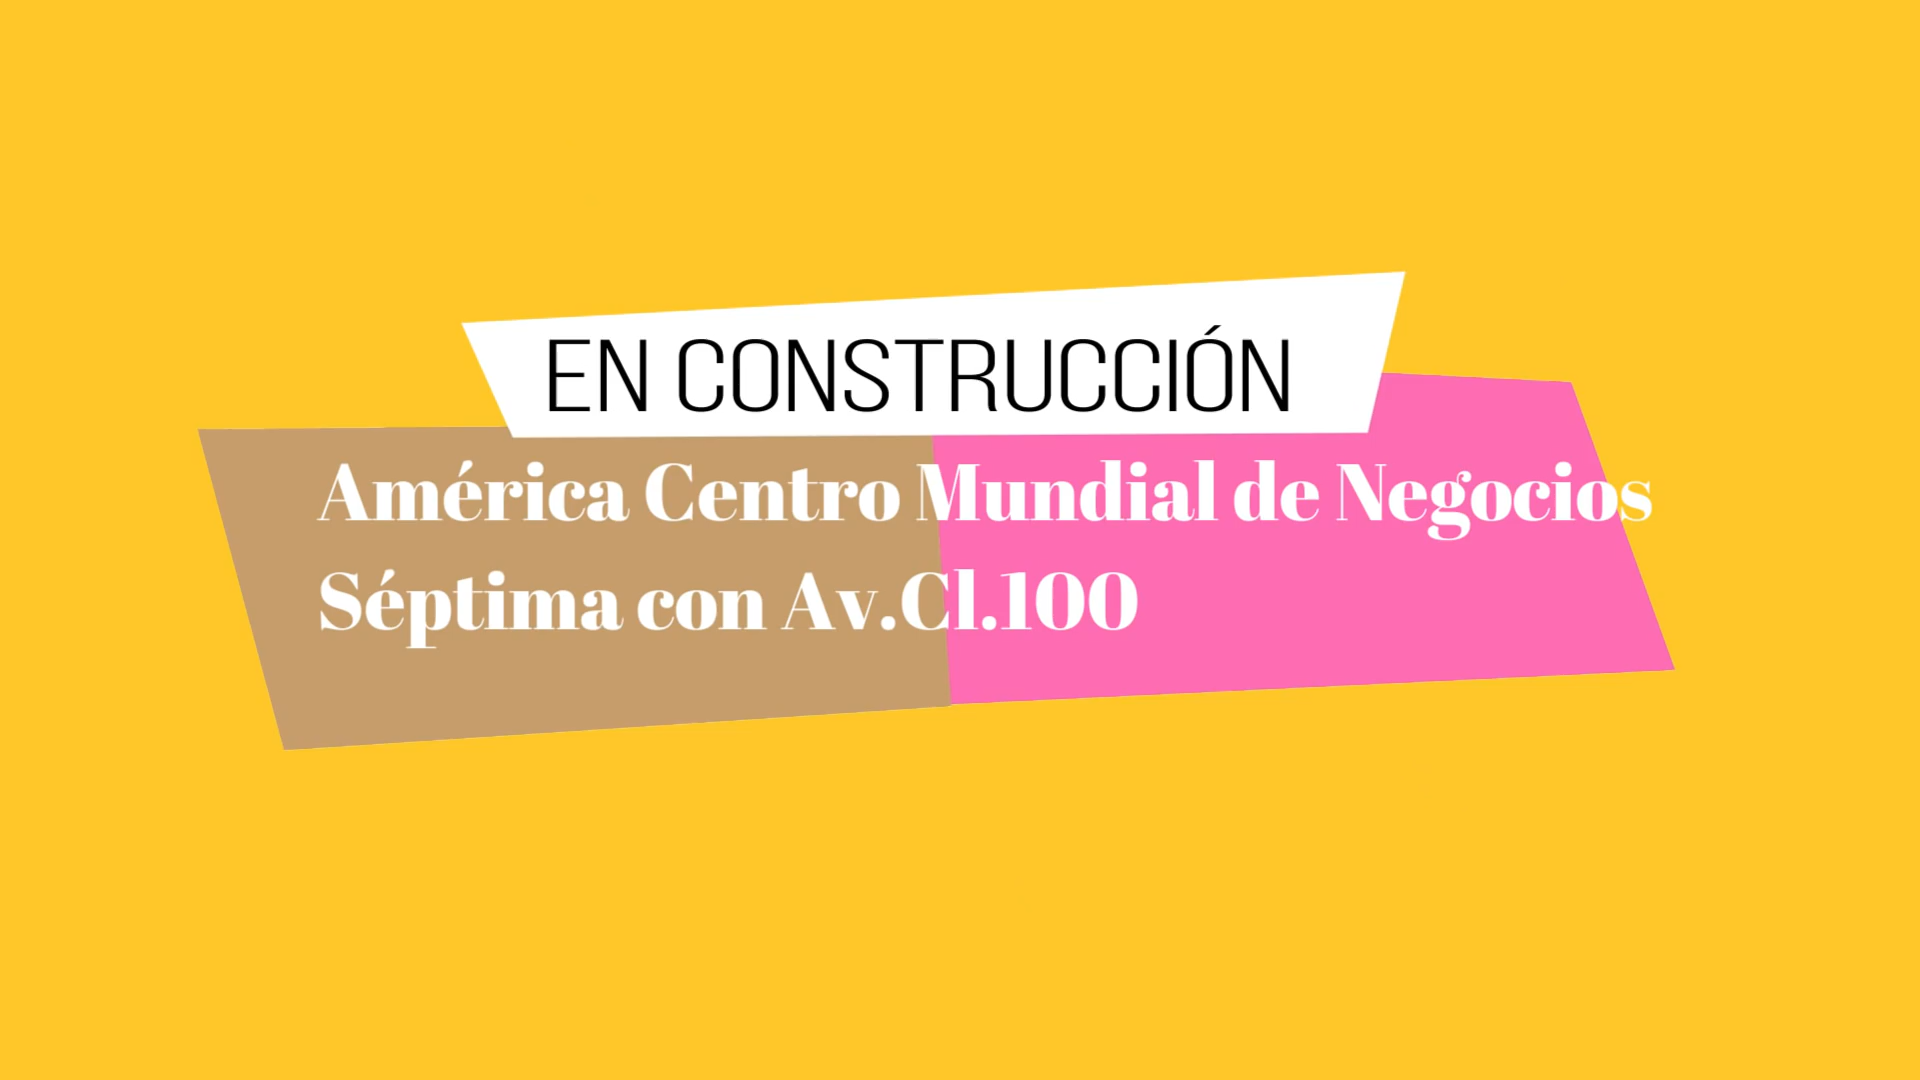 EN CONSTRUCCIÓN
América Centro Mundial de Negocios
Séptima con Av.Cl.100